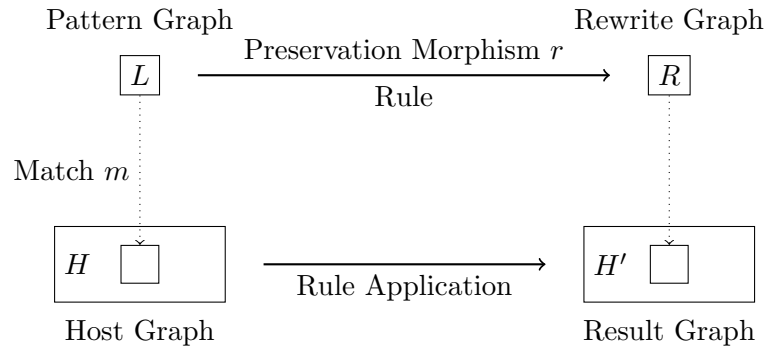 Pattern Graph
Rewrite Graph
Preservation Morphism r
L
R
Rule
Match m
H
H′
Rule Application
Host Graph
Result Graph